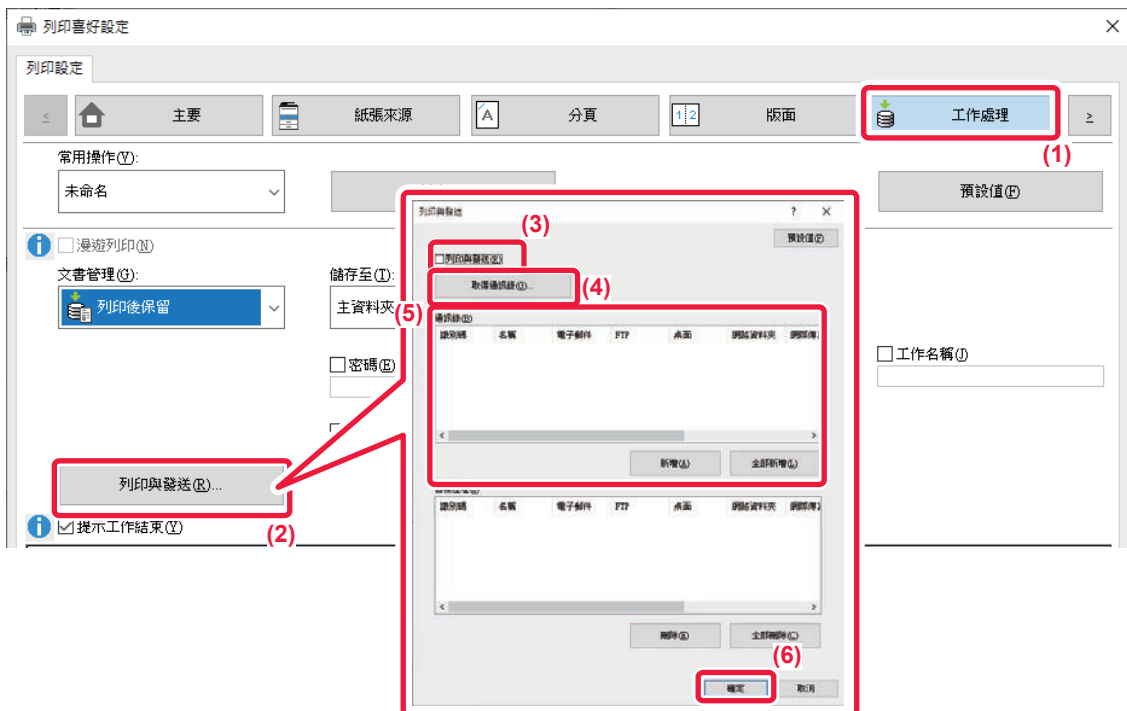 列印喜好設定
列印設定
主要
紙張來源
分頁
版面
工作處理
(1)
常用操作(Y):
未命名
預設值(F)
漫遊列印(N)
文書管理(G):
儲存至(T):
列印後保留
主資料夾
密碼(E)
工作名稱(J)
列印與發送(R)...
(2)
提示工作結束(Y)
列印與發送
(3)
預設值(F)
列印與發送(R)
(4)
取得通訊錄(O)...
(5)
通訊錄(B)
識別碼 名稱 電子郵件 FTP 桌面 網路資料夾
新增(A) 全部新增(L)
識別碼 名稱 電子郵件 FTP 桌面 網路資料夾
刪除(E) 全部刪除(C)
(6)
確定 取消